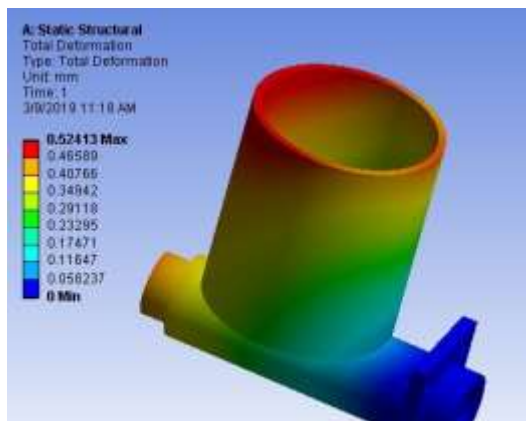 A: Static Structural
Total Deformation
Type: Total Deformation
Unit: mm
Time: 1
3/9/2019 11:18 AM
0.52413 Max
0.46589
0.40766
0.34942
0.29118
0.23295
0.17471
0.11647
0.058237
0 Min